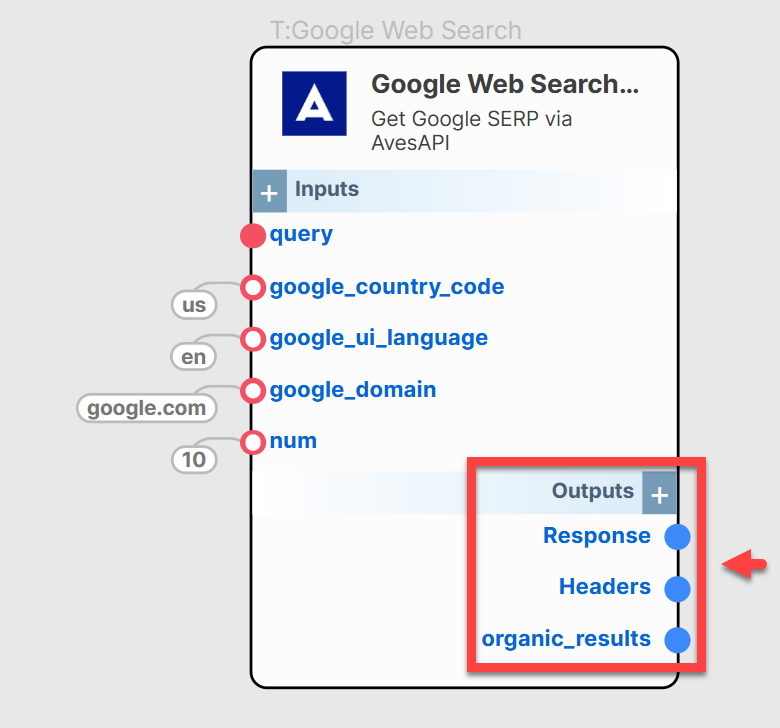 T:Google Web Search
A
Google Web Search...
Get Google SERP via
AvesAPI
+ Inputs
query
google_country_code
us
google_ui_language
en
google_domain
google.com
num
10
Outputs +
Response
Headers
organic_results